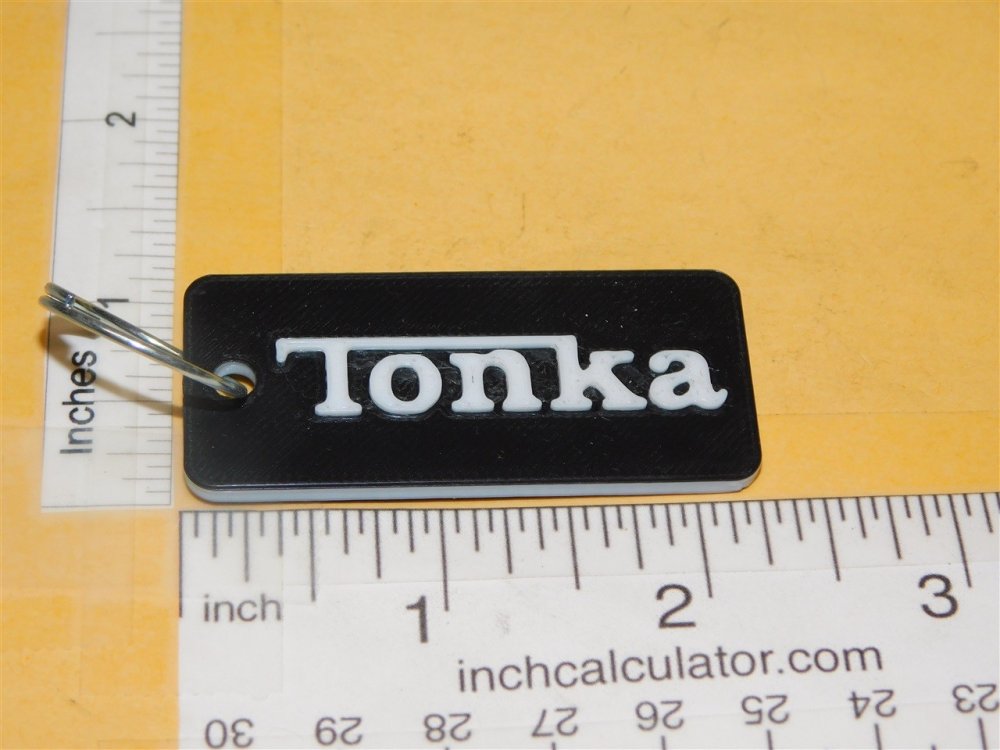 2
1
Inches
Tonka
inch
1
2
3
inchcalculator.com
30 29 28 27 26 25 24 23